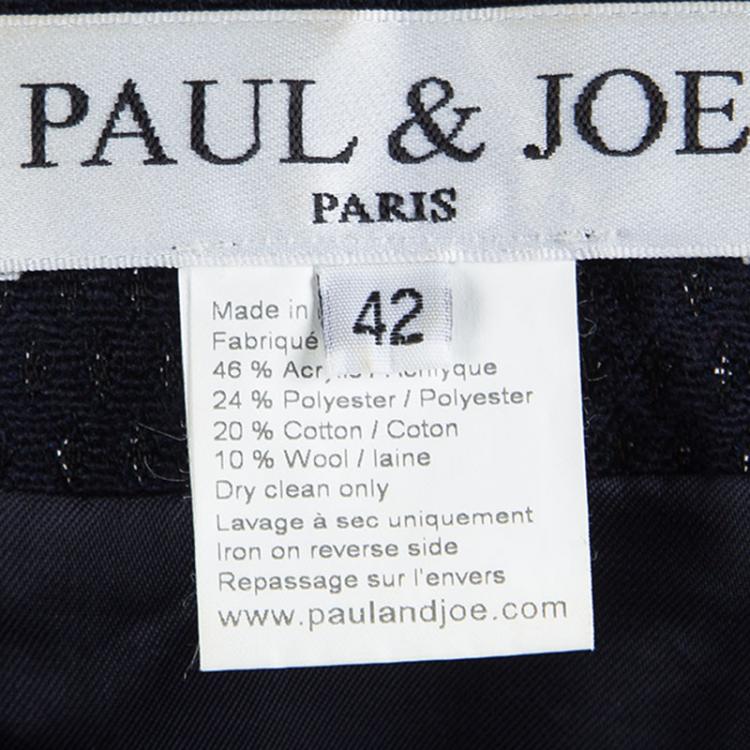 PAUL & JOE
PARIS
42
Made in
Fabriqué
46 % /
24 % Polyester / Polyester
20 % Cotton / Coton
10 % Wool / laine
Dry clean only
Lavage à sec uniquement
Iron on reverse side
Repassage sur l'envers
www.paulandjoe.com